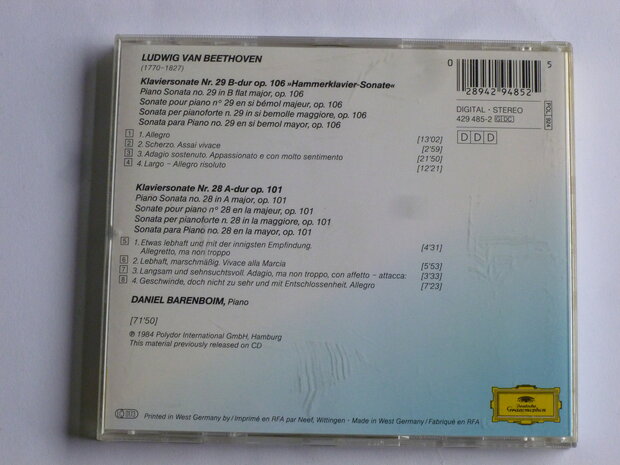 LUDWIG VAN BEETHOVEN
(1770–1827)
Klaviersonate Nr. 29 B-dur op. 106 »Hammerklavier-Sonate«
Piano Sonata no. 29 in B flat major, op. 106
Sonate pour piano n° 29 en si bémol majeur, op. 106
Sonata per pianoforte n. 29 in si bemolle maggiore, op. 106
Sonata para piano no. 29 en si bemol mayor, op. 106
1 1. Allegro [13'02]
2 2. Scherzo. Assai vivace [2'59]
3 3. Adagio sostenuto. Appassionato e con molto sentimento [21'50]
4 4. Largo – Allegro risoluto [12'21]
Klaviersonate Nr. 28 A-dur op. 101
Piano Sonata no. 28 in A major, op. 101
Sonate pour piano n° 28 en la majeur, op. 101
Sonata per pianoforte n. 28 in la maggiore, op. 101
Sonata para Piano no. 28 en la mayor, op. 101
5 1. Etwas lebhaft und mit der innigsten Empfindung.
Allegretto, ma non troppo [4'31]
6 2. Lebhaft, marschmäßig. Vivace alla Marcia [5'53]
7 3. Langsam und sehnsuchtsvoll. Adagio, ma non troppo, con affetto – attacca: [3'33]
8 4. Geschwinde, doch nicht zu sehr und mit Entschlossenheit. Allegro [7'23]
DANIEL BARENBOIM, Piano
[71'50]
℗ 1984 Polydor International GmbH, Hamburg
This material previously released on CD
Printed in West Germany by / Imprimé en RFA par Neef, Wittingen · Made in West Germany / Fabriqué en RFA
0 28942 94852 5
DIGITAL · STEREO
429 485-2 GDC
POL 924
DDD
Deutsche
Grammophon